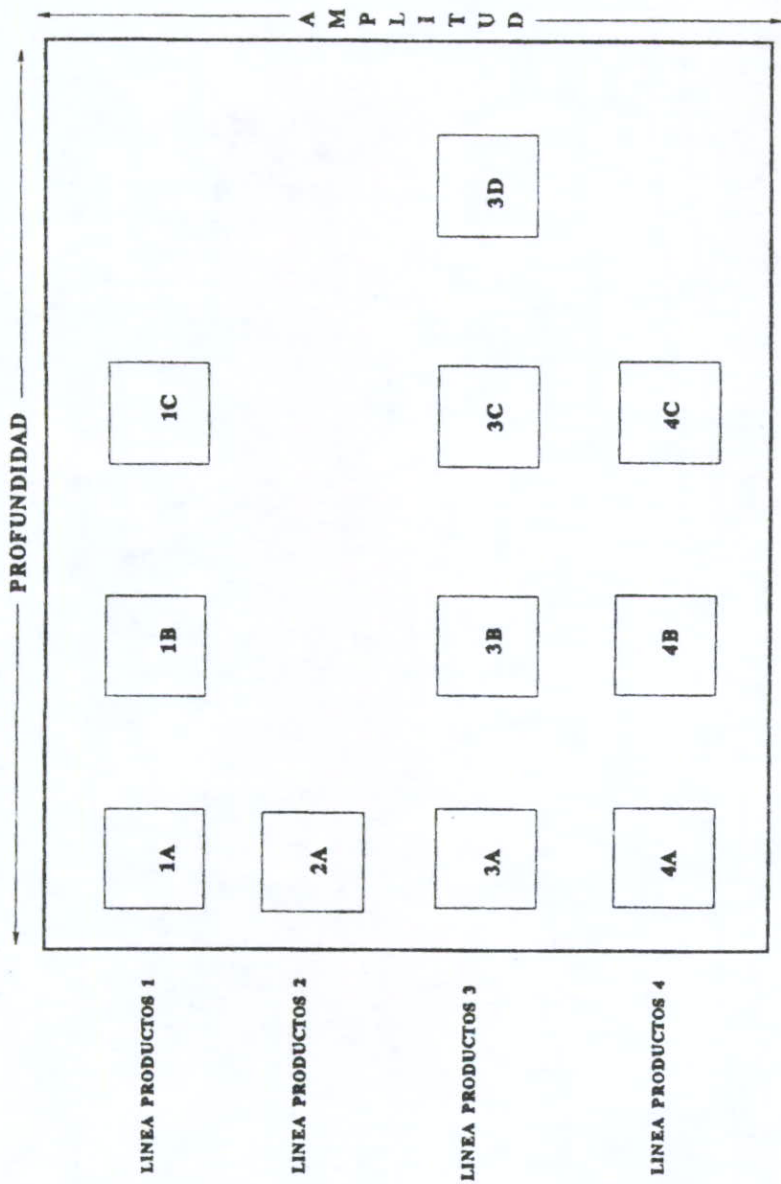 PROFUNDIDAD
AMPLITUD
LINEA PRODUCTOS 1
1A
1B
1C
LINEA PRODUCTOS 2
2A
LINEA PRODUCTOS 3
3A
3B
3C
3D
LINEA PRODUCTOS 4
4A
4B
4C